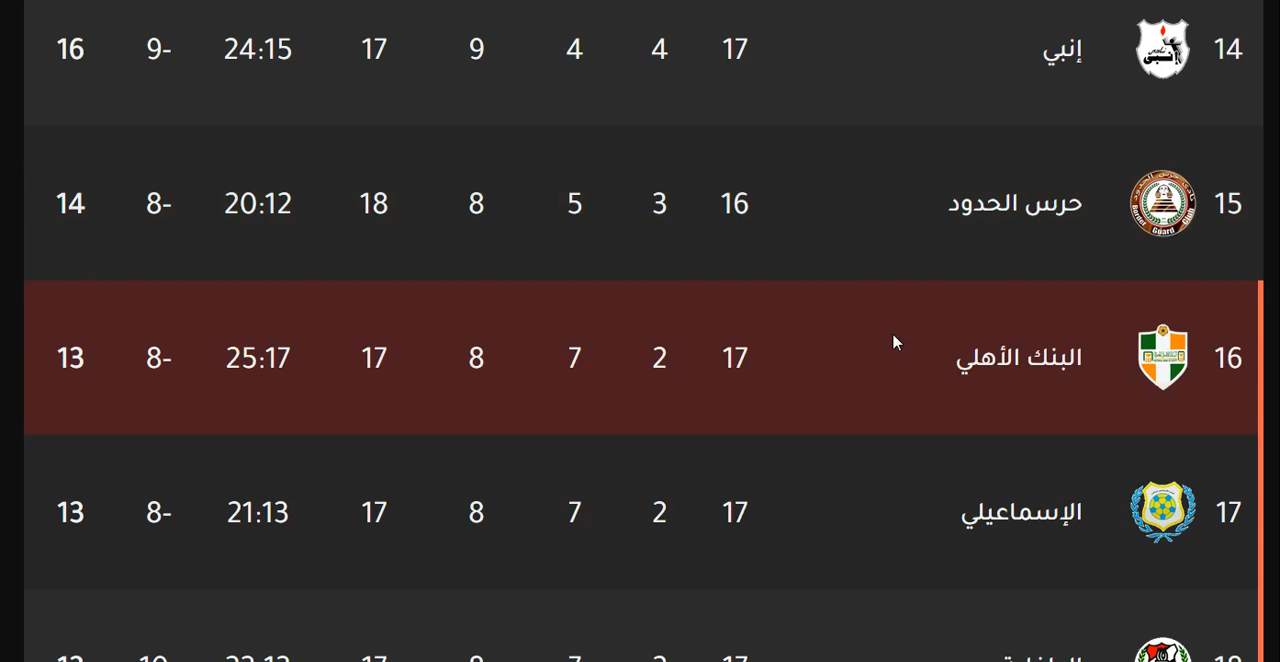 14 إنبي 17 4 4 9 17 24:15 9- 16
15 حرس الحدود 16 3 5 8 18 20:12 8- 14
16 البنك الأهلي 17 2 7 8 17 25:17 8- 13
17 الإسماعيلي 17 2 7 8 17 21:13 8- 13